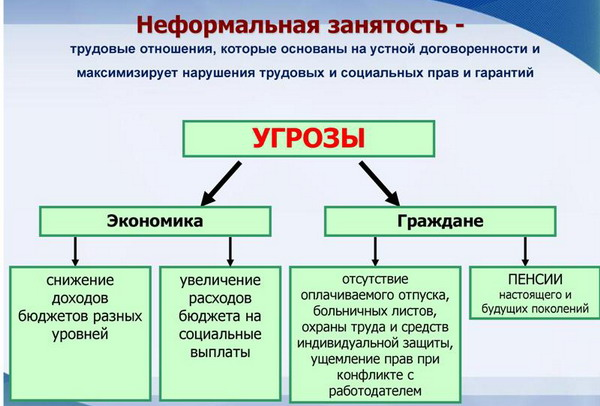 Неформальная занятость -
трудовые отношения, которые основаны на устной договоренности и
максимизирует нарушения трудовых и социальных прав и гарантий
УГРОЗЫ
Экономика
Граждане
снижение
доходов
бюджетов разных
уровней
увеличение
расходов
бюджета на
социальные
выплаты
отсутствие
оплачиваемого отпуска,
больничных листов,
охраны труда и средств
индивидуальной защиты,
ущемление прав при
конфликте с
работодателем
ПЕНСИИ
настоящего и
будущих поколений